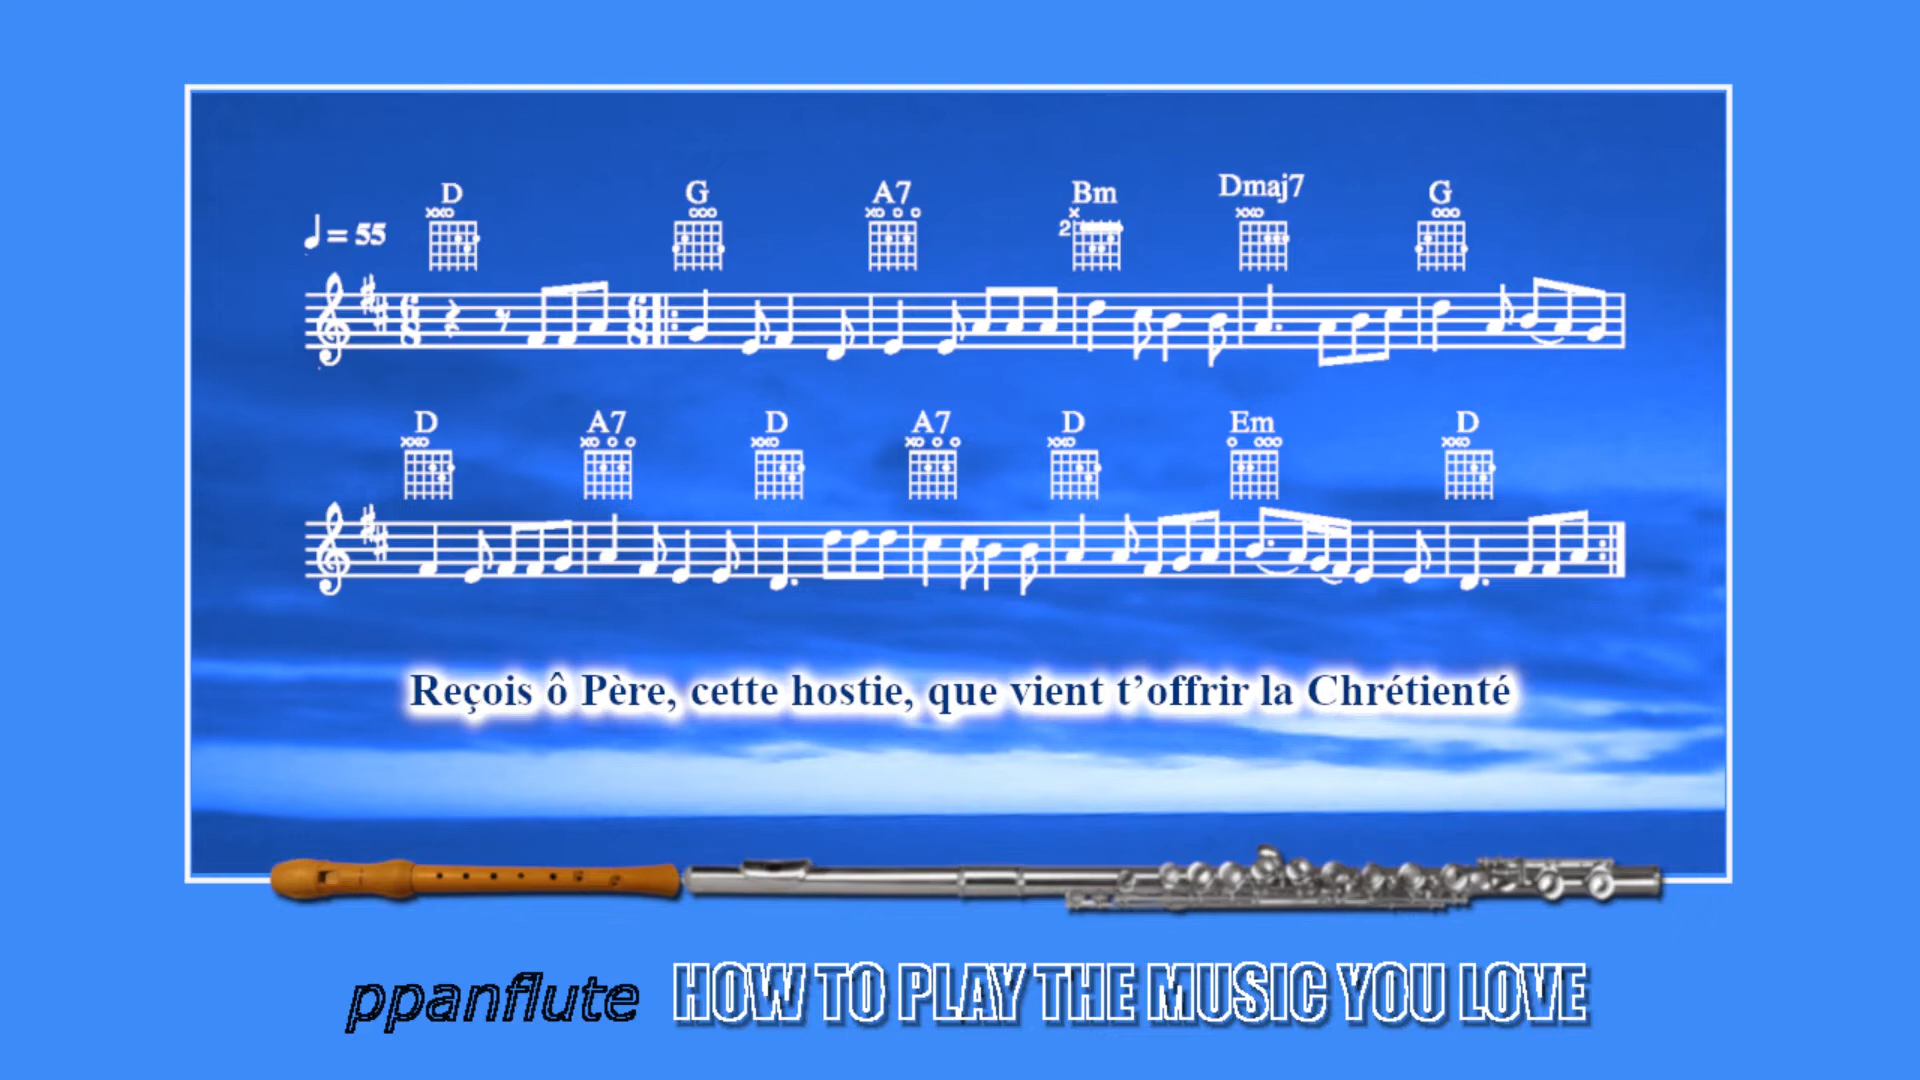 D G A7 Bm Dmaj7 G
= 55
2
D A7 D A7 D Em D
Reçois ô Père, cette hostie, que vient t’offrir la Chrétienté
ppanflute HOW TO PLAY THE MUSIC YOU LOVE